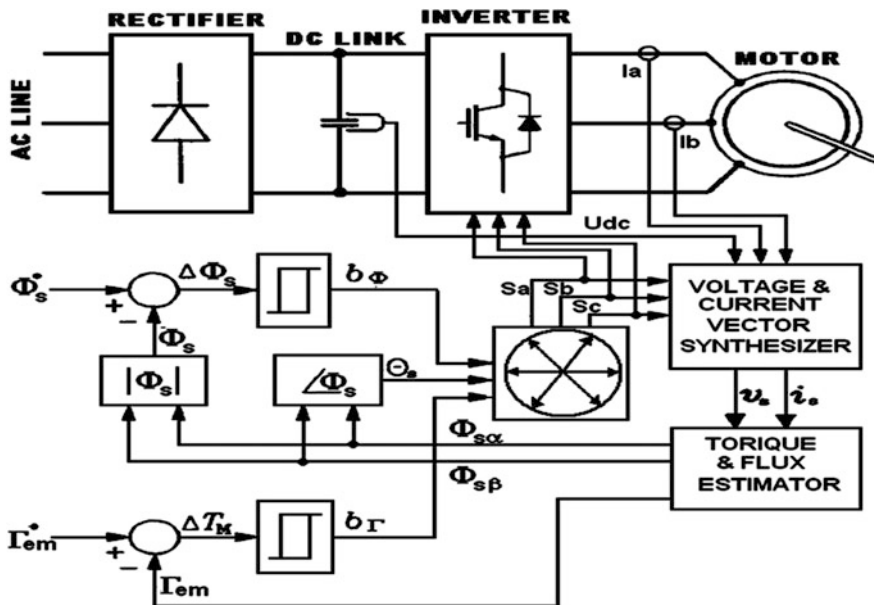 RECTIFIER
DC LINK
INVERTER
MOTOR
AC LINE
Ia
Ib
Udc
Φs*
+
−
ΔΦs
bΦ
Φs
|Φs|
∠Φs
Θs
Sa
Sb
Sc
VOLTAGE &
CURRENT
VECTOR
SYNTHESIZER
vs
is
Φsα
Φsβ
TORIQUE
& FLUX
ESTIMATOR
Γem*
+
−
ΔTM
bΓ
Γem